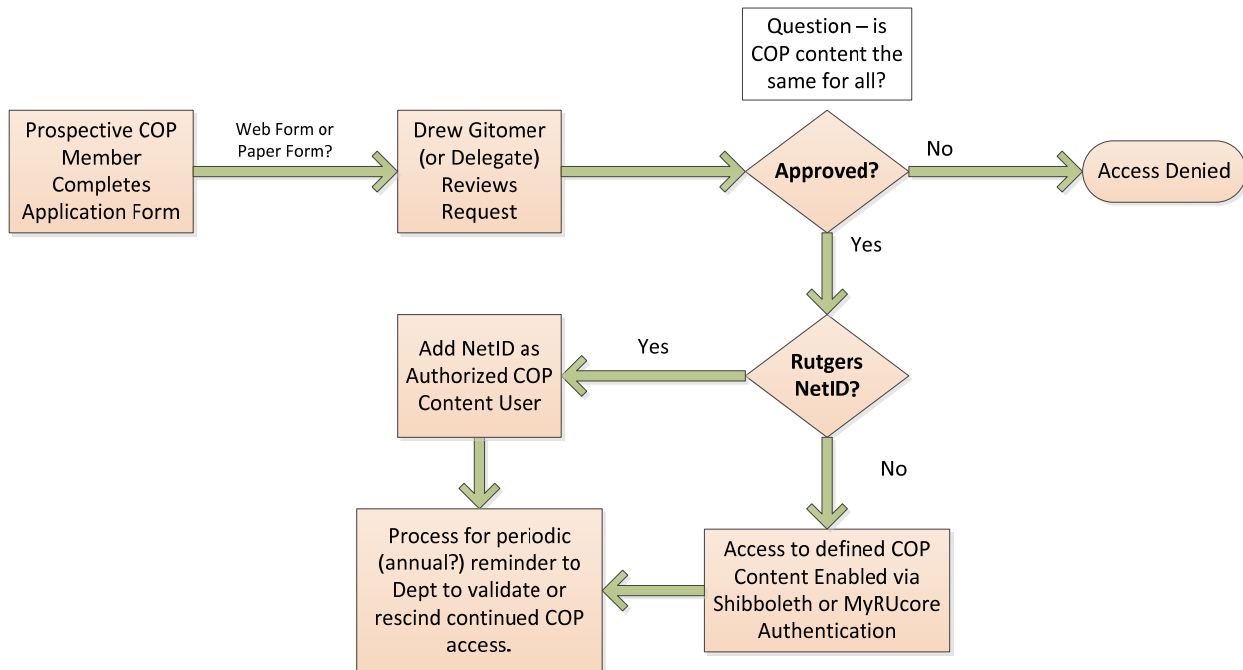 Question – is
COP content the
same for all?
Prospective COP
Member
Completes
Application Form
Web Form or
Paper Form?
Drew Gitomer
(or Delegate)
Reviews
Request
Approved?
No
Access Denied
Yes
Rutgers
NetID?
Yes
Add NetID as
Authorized COP
Content User
No
Process for periodic
(annual?) reminder to
Dept to validate or
rescind continued COP
access.
Access to defined COP
Content Enabled via
Shibboleth or MyRUcore
Authentication